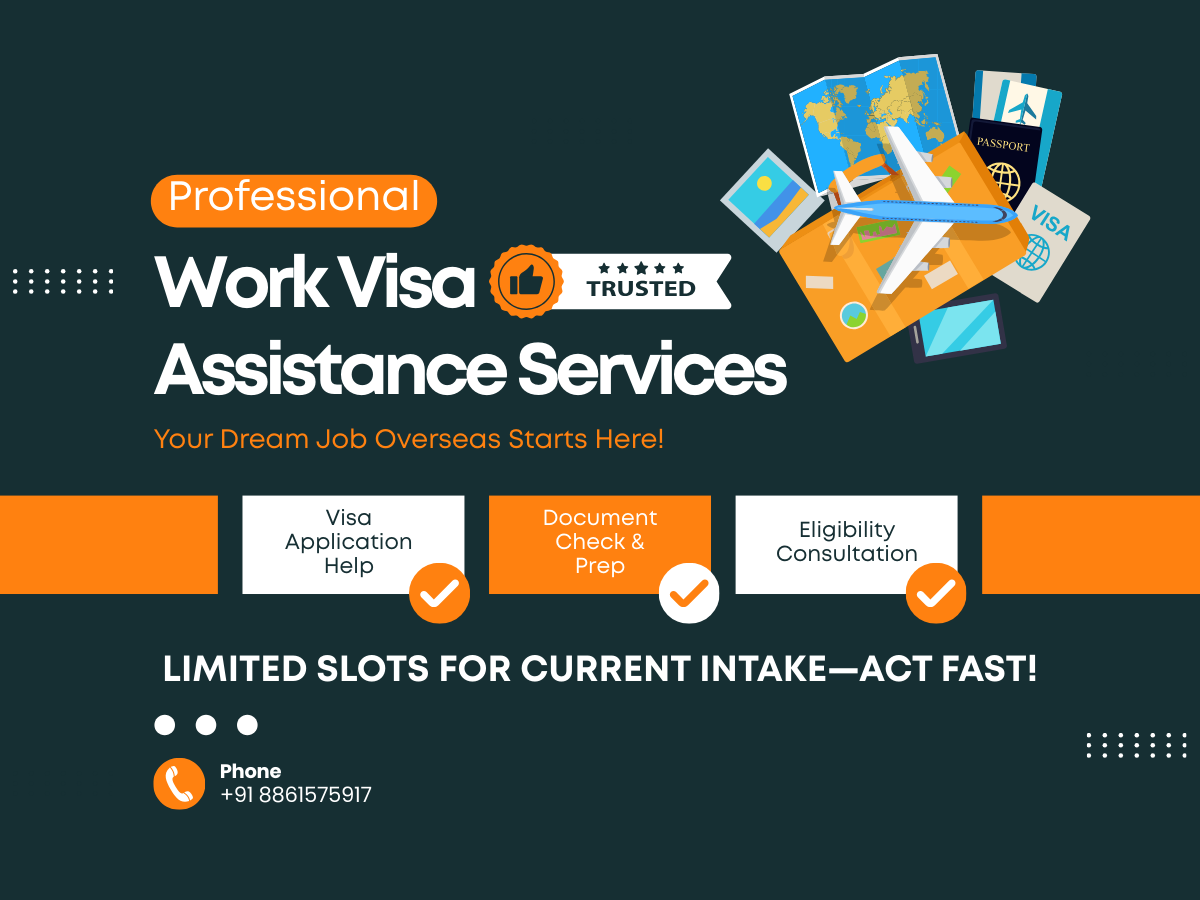 Professional
Work Visa
TRUSTED
Assistance Services
Your Dream Job Overseas Starts Here!
PASSPORT
VISA
Visa
Application
Help
Document
Check &
Prep
Eligibility
Consultation
LIMITED SLOTS FOR CURRENT INTAKE—ACT FAST!
Phone
+91 8861575917